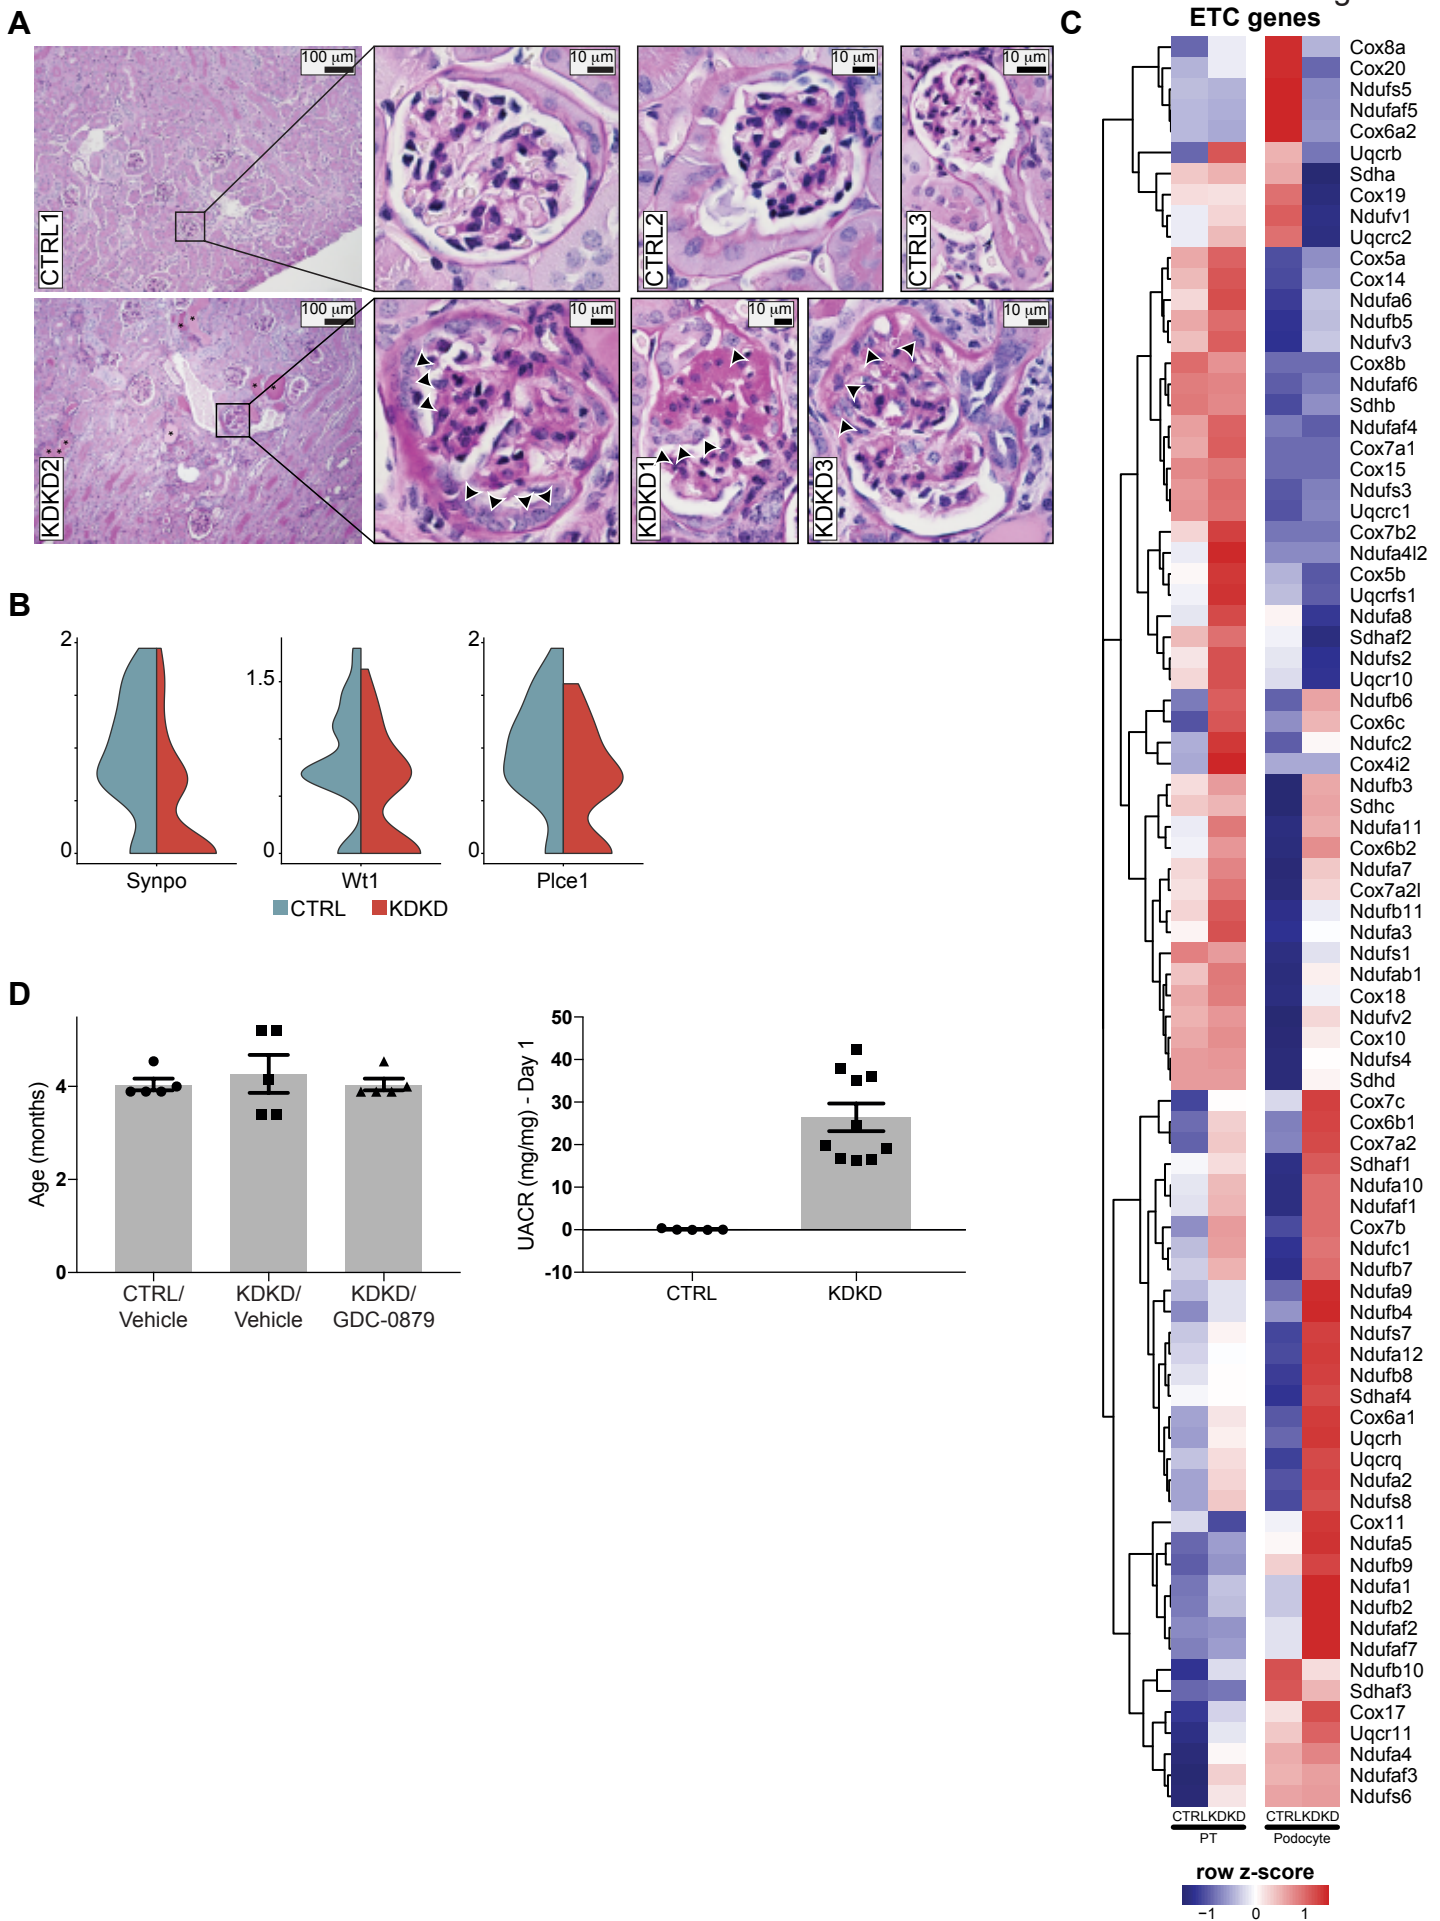 A
100 μm
10 μm
10 μm
10 μm
CTRL1
CTRL2
CTRL3
100 μm
10 μm
10 μm
10 μm
KDKD2
KDKD1
KDKD3
B
2
0
Synpo
1.5
0
Wt1
2
0
Plce1
CTRL
KDKD
C
ETC genes
Cox8a
Cox20
Ndufs5
Ndufaf5
Cox6a2
Uqcrb
Sdha
Cox19
Ndufv1
Uqcrc2
Cox5a
Cox14
Ndufa6
Ndufb5
Ndufv3
Cox8b
Ndufaf6
Sdhb
Ndufaf4
Cox7a1
Cox15
Ndufs3
Uqcrc1
Cox7b2
Ndufa4l2
Cox5b
Uqcrfs1
Ndufa8
Sdhaf2
Ndufs2
Uqcr10
Ndufb6
Cox6c
Ndufc2
Cox4i2
Ndufb3
Sdhc
Ndufa11
Cox6b2
Ndufa7
Cox7a2l
Ndufb11
Ndufa3
Ndufs1
Ndufab1
Cox18
Ndufv2
Cox10
Ndufs4
Sdhd
Cox7c
Cox6b1
Cox7a2
Sdhaf1
Ndufa10
Ndufaf1
Cox7b
Ndufc1
Ndufb7
Ndufa9
Ndufb4
Ndufs7
Ndufa12
Ndufb8
Sdhaf4
Cox6a1
Uqcrh
Uqcrq
Ndufa2
Ndufs8
Cox11
Ndufa5
Ndufb9
Ndufa1
Ndufb2
Ndufaf2
Ndufaf7
Ndufb10
Sdhaf3
Cox17
Uqcr11
Ndufa4
Ndufaf3
Ndufs6
CTRL KDKD CTRL KDKD
PT Podocyte
row z-score
−1 0 1
D
Age (months)
4
2
0
CTRL/
Vehicle
KDKD/
Vehicle
KDKD/
GDC-0879
UACR (mg/mg) - Day 1
50
40
30
20
10
0
-10
CTRL
KDKD